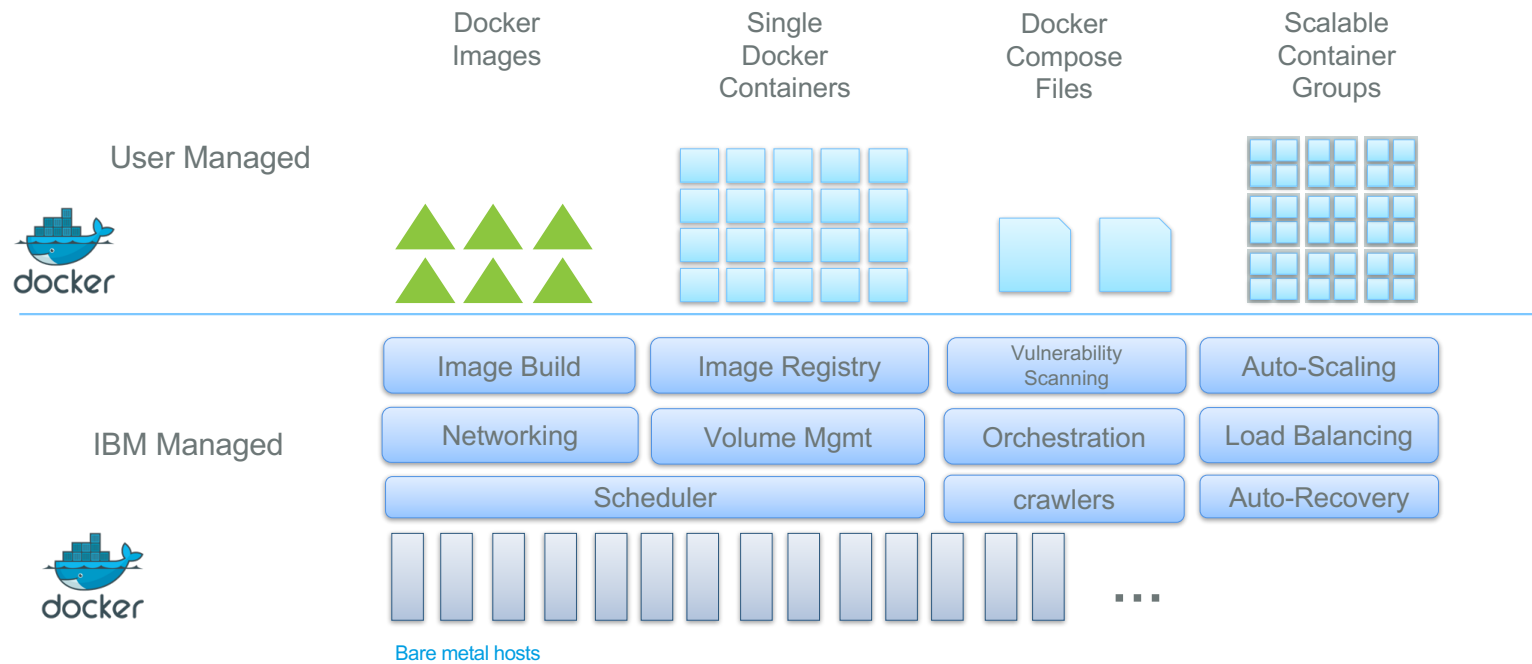 Docker
Images
Single
Docker
Containers
Docker
Compose
Files
Scalable
Container
Groups
User Managed
docker
Image Build
Image Registry
Vulnerability
Scanning
Auto-Scaling
IBM Managed
Networking
Volume Mgmt
Orchestration
Load Balancing
Scheduler
crawlers
Auto-Recovery
docker
...
Bare metal hosts